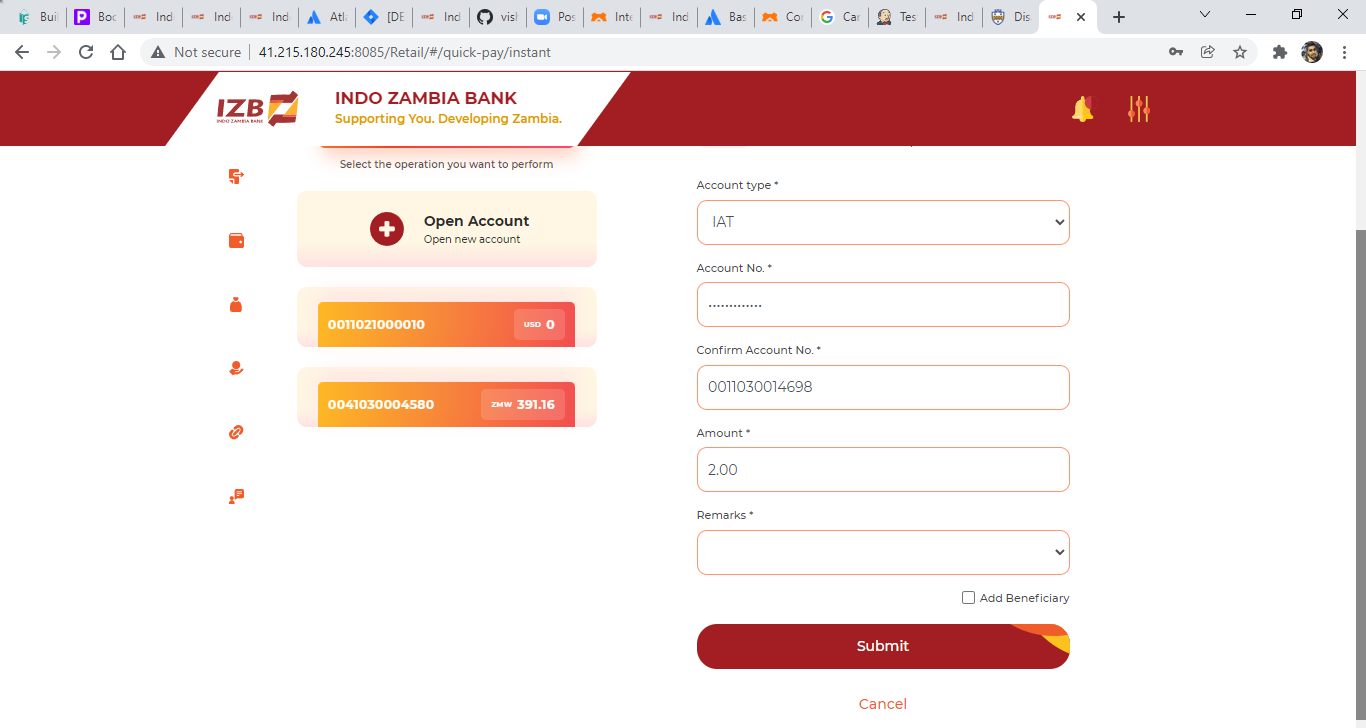 Buil
Boo
Ind
Ind
Ind
Atla
[DE
Ind
visl
Pos
Inte
Ind
Bas
Cor
Car
Tes
Ind
Dis
Not secure
41.215.180.245:8085/Retail/#/quick-pay/instant
IZB
INDO ZAMBIA BANK
INDO ZAMBIA BANK
Supporting You. Developing Zambia.
Select the operation you want to perform
Open Account
Open new account
0011021000010
USD 0
0041030004580
ZMW 391.16
Account type *
IAT
Account No. *
Confirm Account No. *
0011030014698
Amount *
2.00
Remarks *
Add Beneficiary
Submit
Cancel